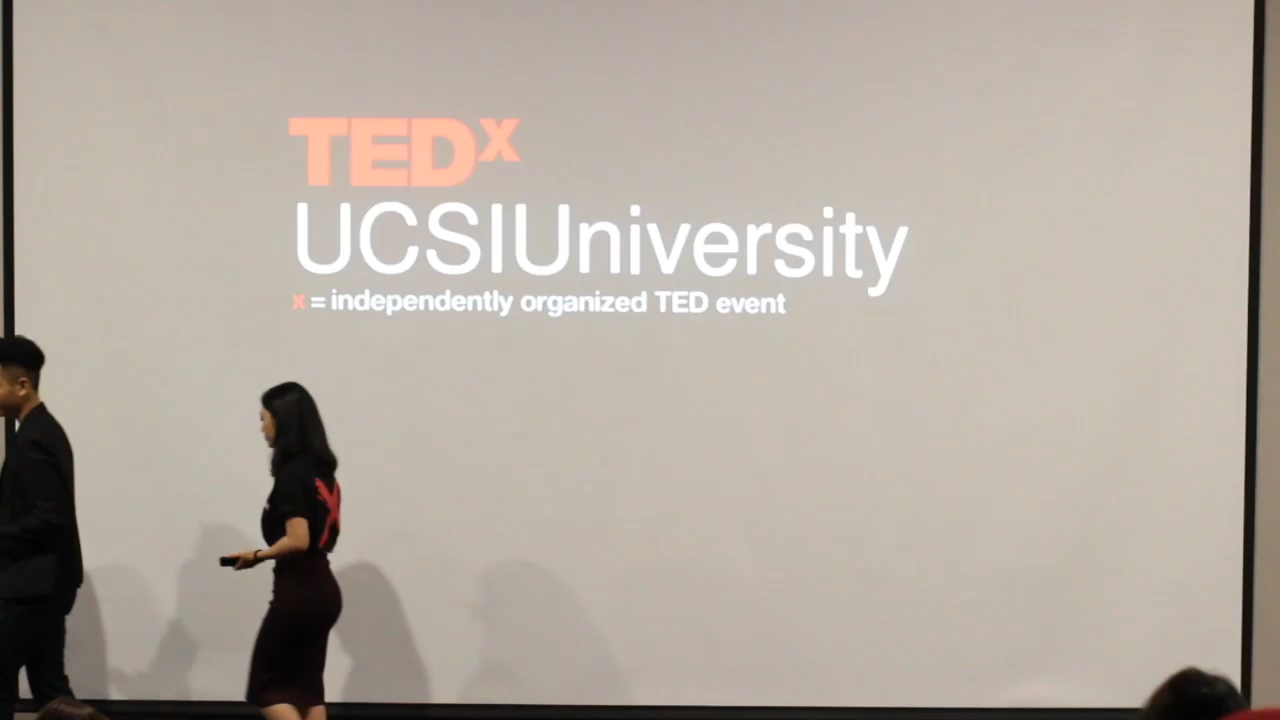 TEDx
UCSIUniversity
x = independently organized TED event
X